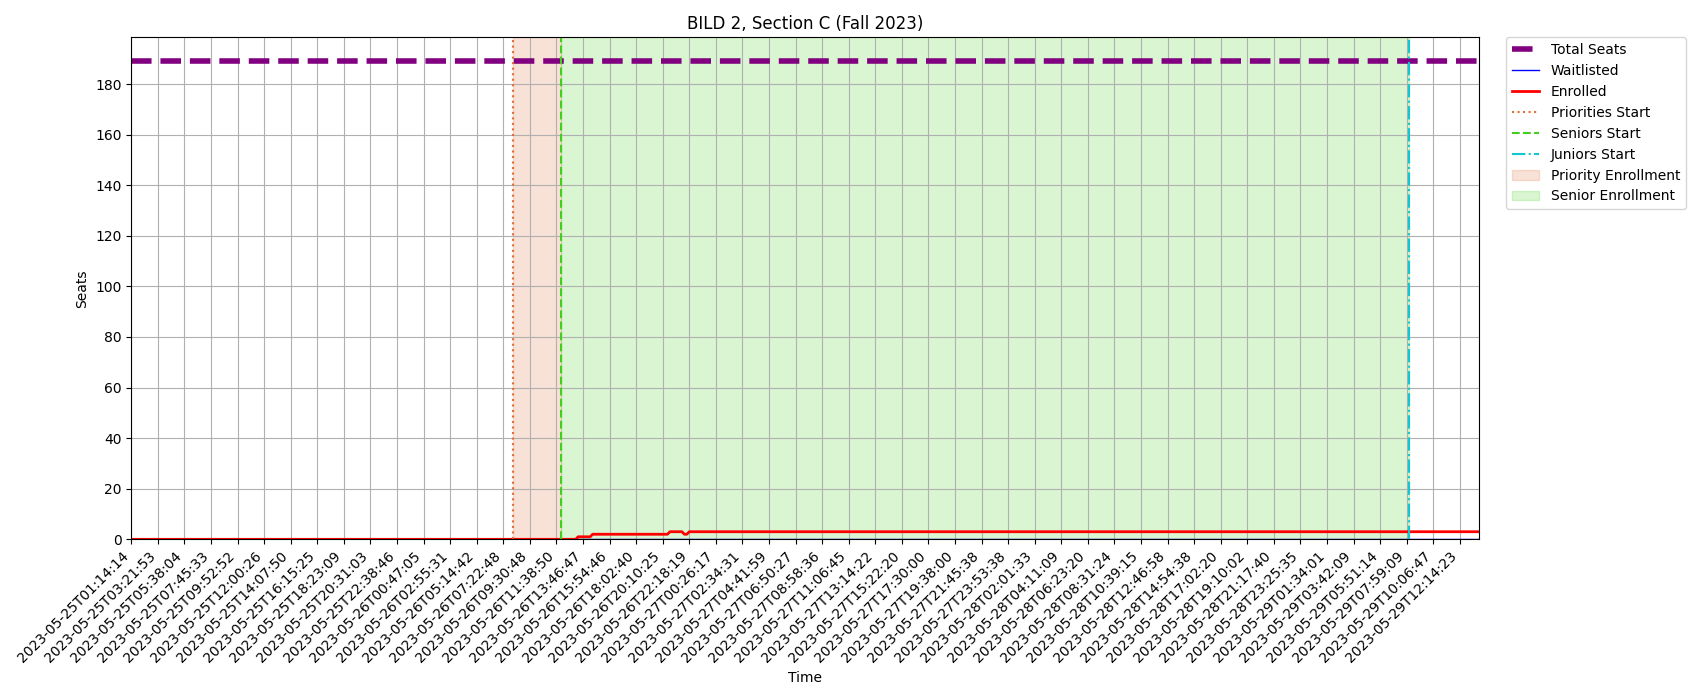 BILD 2, Section C (Fall 2023)
Total Seats
Waitlisted
Enrolled
Priorities Start
Seniors Start
Juniors Start
Priority Enrollment
Senior Enrollment
Seats
180
160
140
120
100
80
60
40
20
0
2023-05-25T01:14:14
2023-05-25T03:21:53
2023-05-25T05:38:04
2023-05-25T07:45:33
2023-05-25T09:52:52
2023-05-25T12:00:26
2023-05-25T14:07:50
2023-05-25T16:15:25
2023-05-25T18:23:09
2023-05-25T20:31:03
2023-05-25T22:38:46
2023-05-26T00:47:05
2023-05-26T02:55:31
2023-05-26T05:14:42
2023-05-26T07:22:48
2023-05-26T09:30:48
2023-05-26T11:38:50
2023-05-26T13:46:47
2023-05-26T15:54:46
2023-05-26T18:02:40
2023-05-26T20:10:25
2023-05-26T22:18:19
2023-05-27T00:26:17
2023-05-27T02:34:31
2023-05-27T04:41:59
2023-05-27T06:50:27
2023-05-27T08:58:36
2023-05-27T11:06:45
2023-05-27T13:14:22
2023-05-27T15:22:20
2023-05-27T17:30:00
2023-05-27T19:38:00
2023-05-27T21:45:38
2023-05-27T23:53:38
2023-05-28T02:01:33
2023-05-28T04:11:09
2023-05-28T06:23:20
2023-05-28T08:31:24
2023-05-28T10:39:15
2023-05-28T12:46:58
2023-05-28T14:54:38
2023-05-28T17:02:20
2023-05-28T19:10:02
2023-05-28T21:17:40
2023-05-28T23:25:35
2023-05-29T01:34:01
2023-05-29T03:42:09
2023-05-29T05:51:14
2023-05-29T07:59:09
2023-05-29T10:06:47
2023-05-29T12:14:23
Time